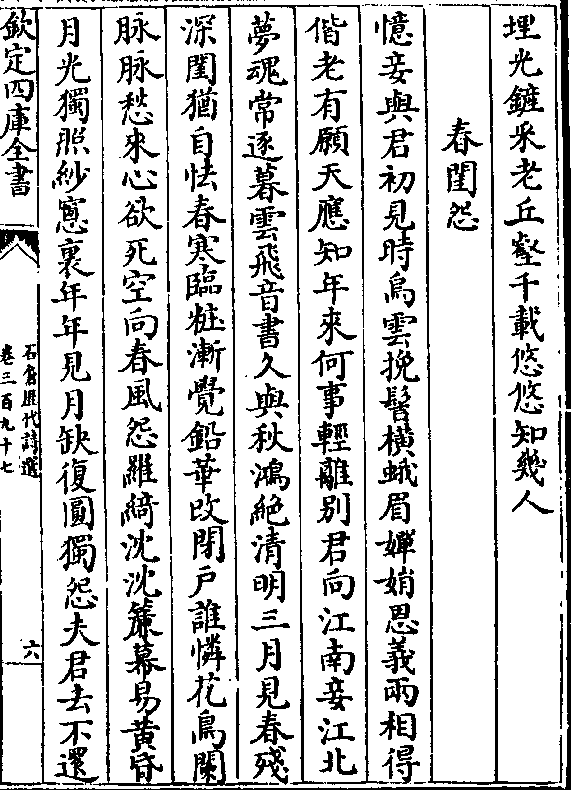 埋光鏟采老丘壑千載悠悠知幾人
春閨怨
憶妾與君初見時烏雲挽髻橫蛾眉嬋娟思義兩相得
偕老有願天應知年來何事輕離別君向江南妾江北
夢魂常逐暮雲飛音書久與秋鴻絶清明三月見春殘
深閨猶自怯春寒臨粧漸覺鉛華改閉户誰憐花鳥闌
脉脉愁來心欲死空向春風怨羅綺沈沈簾幕易黄昏
月光獨照紗窻裏年年見月缺復圓獨怨夫君去不還
欽定四庫全書
石倉歷代詩選
卷三百九十七
六